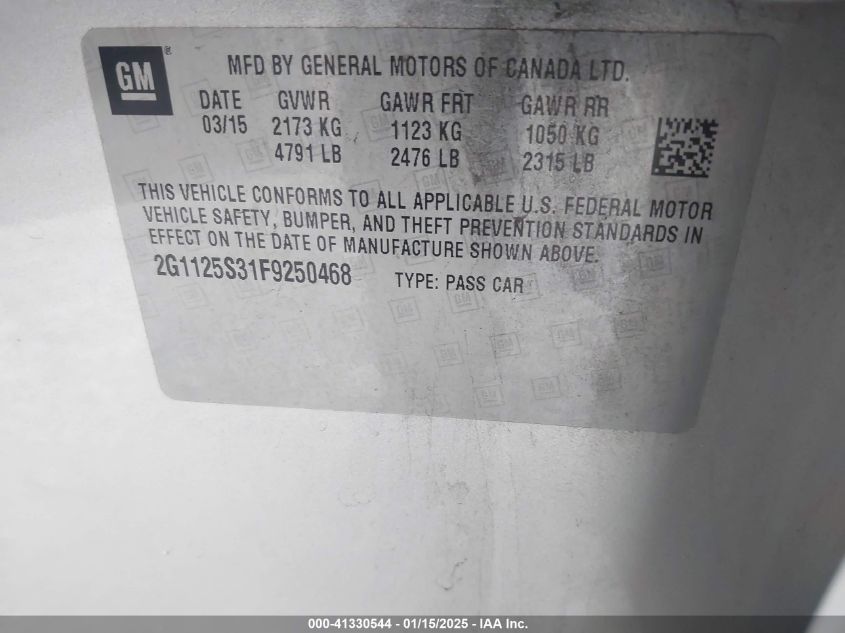 GM®
MFD BY GENERAL MOTORS OF CANADA LTD.
DATE GVWR GAWR FRT GAWR RR
03/15 2173 KG 1123 KG 1050 KG
4791 LB 2476 LB 2315 LB
THIS VEHICLE CONFORMS TO ALL APPLICABLE U.S. FEDERAL MOTOR
VEHICLE SAFETY, BUMPER, AND THEFT PREVENTION STANDARDS IN
EFFECT ON THE DATE OF MANUFACTURE SHOWN ABOVE.
2G1125S31F9250468 TYPE: PASS CAR
000-41330544 - 01/15/2025 - IAA Inc.